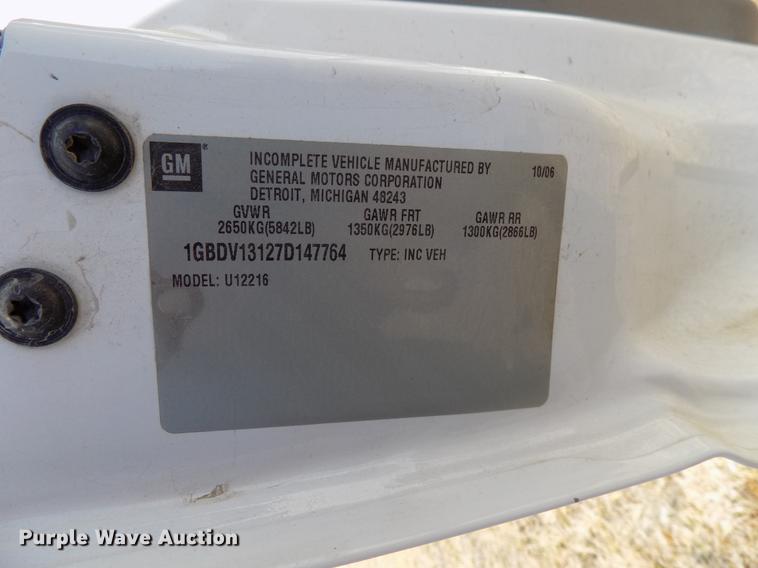 GM ®
INCOMPLETE VEHICLE MANUFACTURED BY 10/06
GENERAL MOTORS CORPORATION
DETROIT, MICHIGAN 48243
GVWR GAWR FRT GAWR RR
2650KG(5842LB) 1350KG(2976LB) 1300KG(2866LB)
1GBDV13127D147764 TYPE: INC VEH
MODEL: U12216
Purple Wave Auction